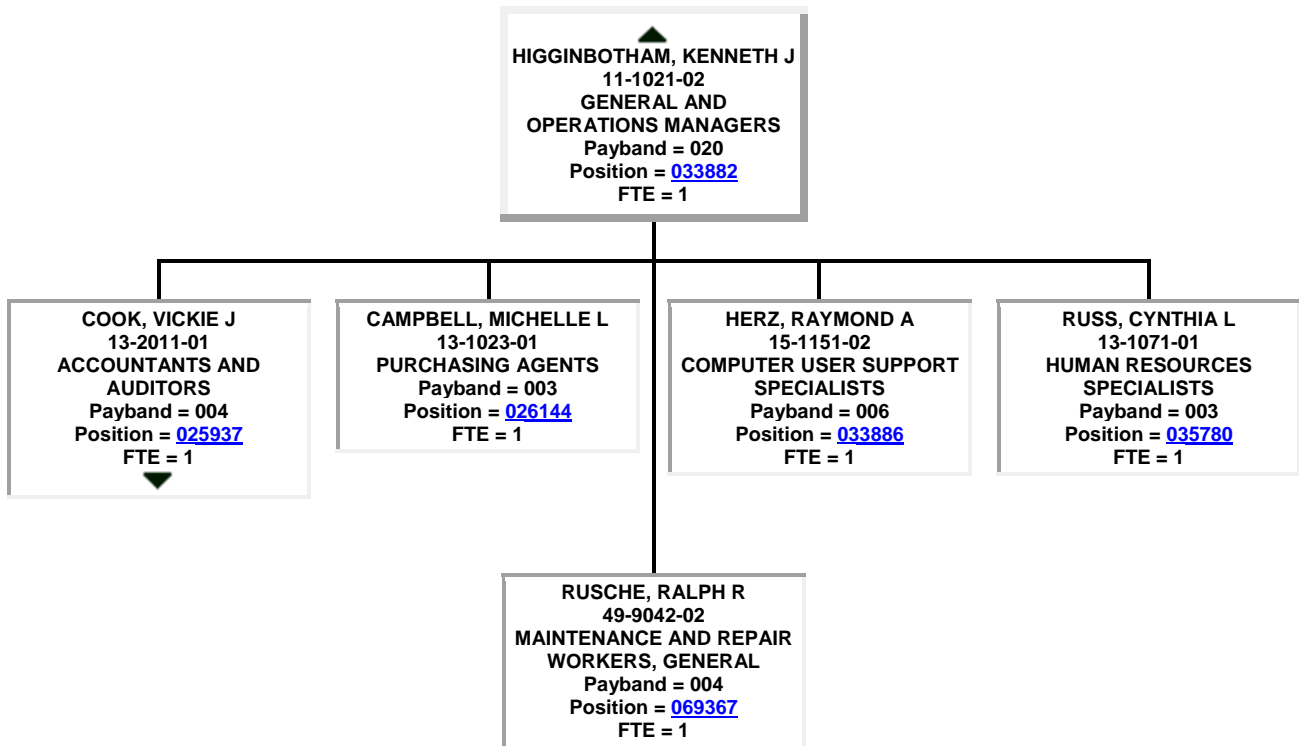 HIGGINBOTHAM, KENNETH J
11-1021-02
GENERAL AND
OPERATIONS MANAGERS
Payband = 020
Position = 033882
FTE = 1
COOK, VICKIE J
13-2011-01
ACCOUNTANTS AND
AUDITORS
Payband = 004
Position = 025937
FTE = 1
CAMPBELL, MICHELLE L
13-1023-01
PURCHASING AGENTS
Payband = 003
Position = 026144
FTE = 1
HERZ, RAYMOND A
15-1151-02
COMPUTER USER SUPPORT
SPECIALISTS
Payband = 006
Position = 033886
FTE = 1
RUSS, CYNTHIA L
13-1071-01
HUMAN RESOURCES
SPECIALISTS
Payband = 003
Position = 035780
FTE = 1
RUSCHE, RALPH R
49-9042-02
MAINTENANCE AND REPAIR
WORKERS, GENERAL
Payband = 004
Position = 069367
FTE = 1